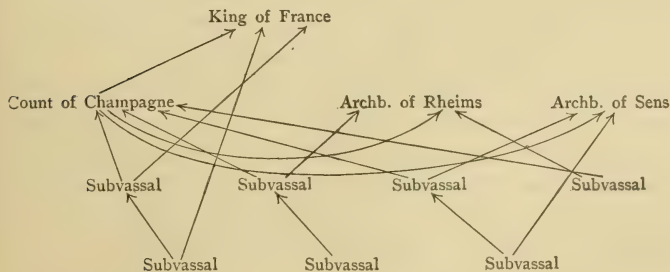 King of France
Count of Champagne Archb. of Rheims Archb. of Sens
Subvassal Subvassal Subvassal Subvassal
Subvassal Subvassal Subvassal